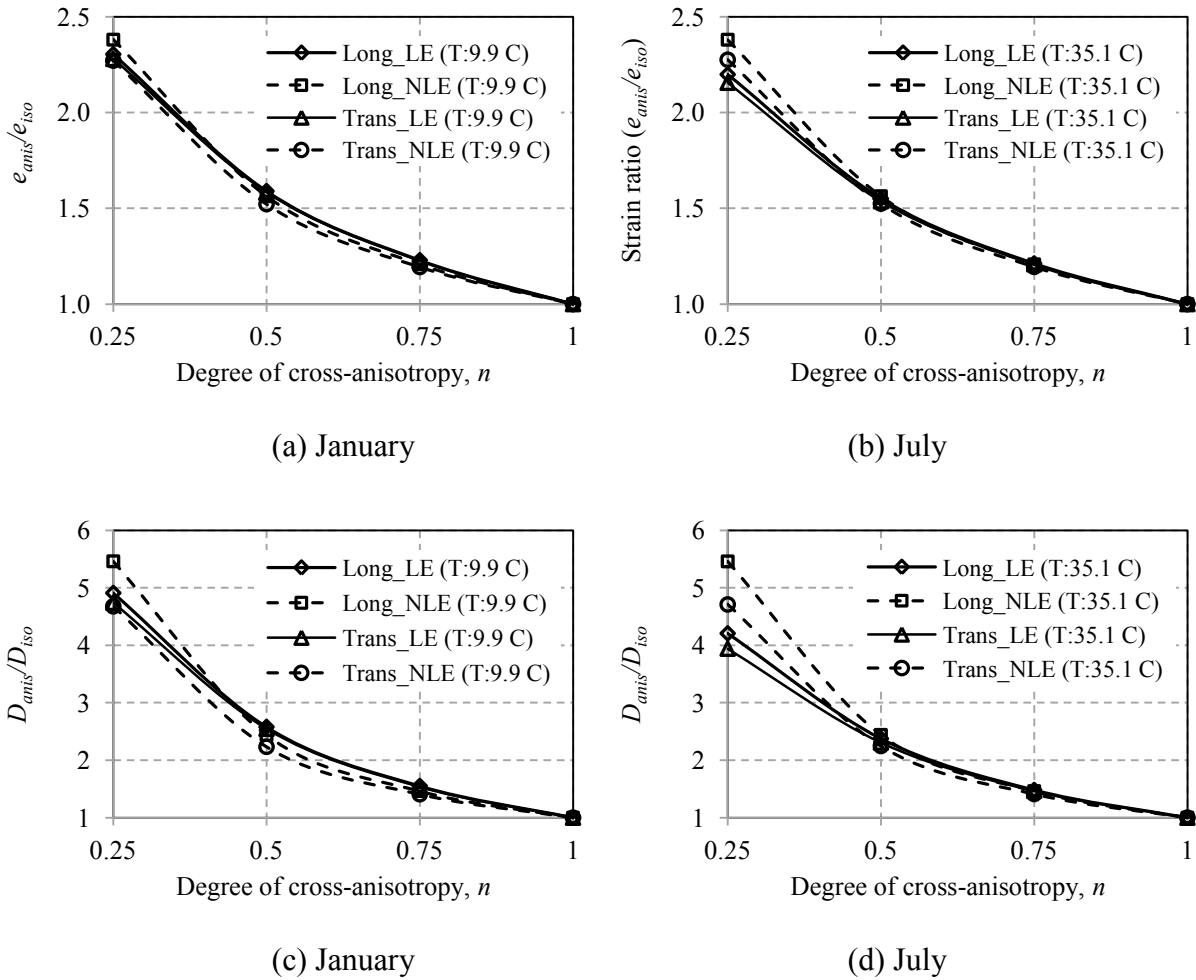 2.5
2.0
1.5
1.0
e_anis/e_iso
Long_LE (T:9.9 C)
Long_NLE (T:9.9 C)
Trans_LE (T:9.9 C)
Trans_NLE (T:9.9 C)
0.25 0.5 0.75 1
Degree of cross-anisotropy, n
(a) January
2.5
2.0
1.5
1.0
Strain ratio (e_anis/e_iso)
Long_LE (T:35.1 C)
Long_NLE (T:35.1 C)
Trans_LE (T:35.1 C)
Trans_NLE (T:35.1 C)
0.25 0.5 0.75 1
Degree of cross-anisotropy, n
(b) July
6
5
4
3
2
1
D_anis/D_iso
Long_LE (T:9.9 C)
Long_NLE (T:9.9 C)
Trans_LE (T:9.9 C)
Trans_NLE (T:9.9 C)
0.25 0.5 0.75 1
Degree of cross-anisotropy, n
(c) January
6
5
4
3
2
1
D_anis/D_iso
Long_LE (T:35.1 C)
Long_NLE (T:35.1 C)
Trans_LE (T:35.1 C)
Trans_NLE (T:35.1 C)
0.25 0.5 0.75 1
Degree of cross-anisotropy, n
(d) July